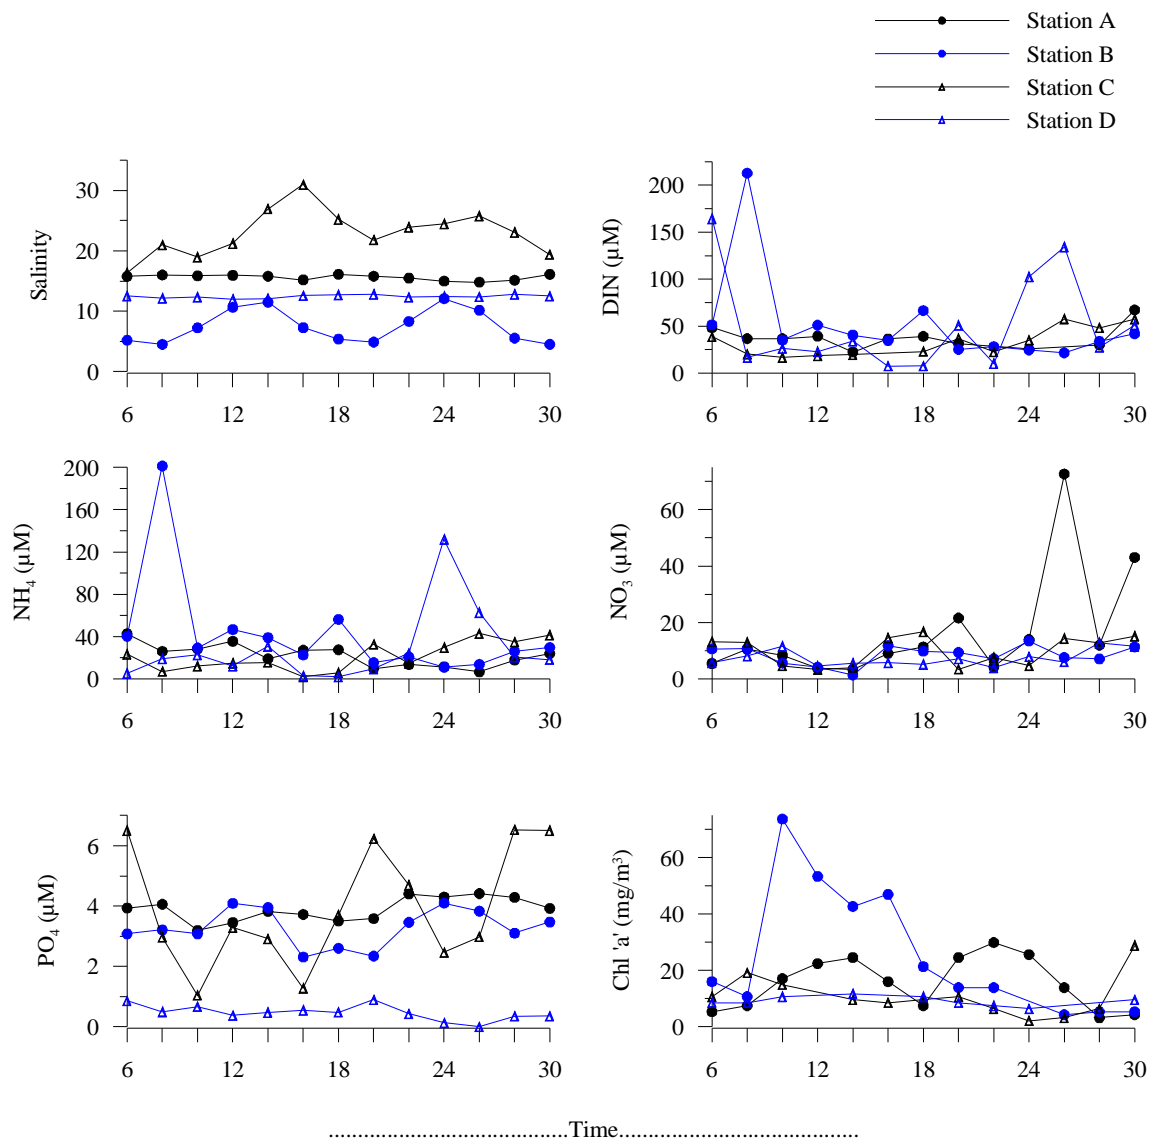 Station A
Station B
Station C
Station D
Salinity
30
20
10
0
6 12 18 24 30
DIN (µM)
200
150
100
50
0
6 12 18 24 30
NH₄ (µM)
200
160
120
80
40
0
6 12 18 24 30
NO₃ (µM)
60
40
20
0
6 12 18 24 30
PO₄ (µM)
6
4
2
0
6 12 18 24 30
Chl 'a' (mg/m³)
60
40
20
0
6 12 18 24 30
.........................................Time.........................................